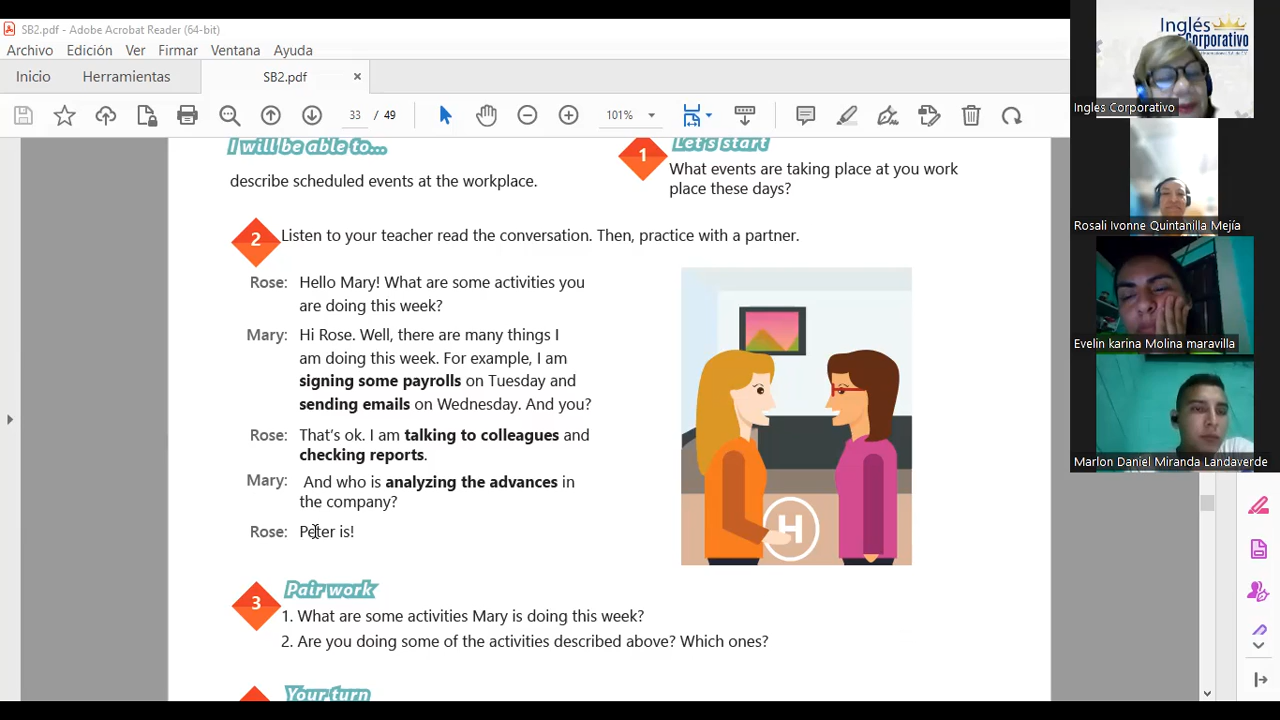 SB2.pdf - Adobe Acrobat Reader (64-bit)
Archivo Edición Ver Firmar Ventana Ayuda
Inicio Herramientas SB2.pdf ×
33 / 49 101%
I will be able to...
describe scheduled events at the workplace.
1 Let's start
What events are taking place at you work
place these days?
2 Listen to your teacher read the conversation. Then, practice with a partner.
Rose: Hello Mary! What are some activities you
are doing this week?
Mary: Hi Rose. Well, there are many things I
am doing this week. For example, I am
signing some payrolls on Tuesday and
sending emails on Wednesday. And you?
Rose: That's ok. I am talking to colleagues and
checking reports.
Mary: And who is analyzing the advances in
the company?
Rose: Peter is!
H
3 Pair work
1. What are some activities Mary is doing this week?
2. Are you doing some of the activities described above? Which ones?
Your turn
Inglés
Corporativo
Ingles Corporativo
Rosali Ivonne Quintanilla Mejía
Evelin karina Molina maravilla
Marlon Daniel Miranda Landaverde